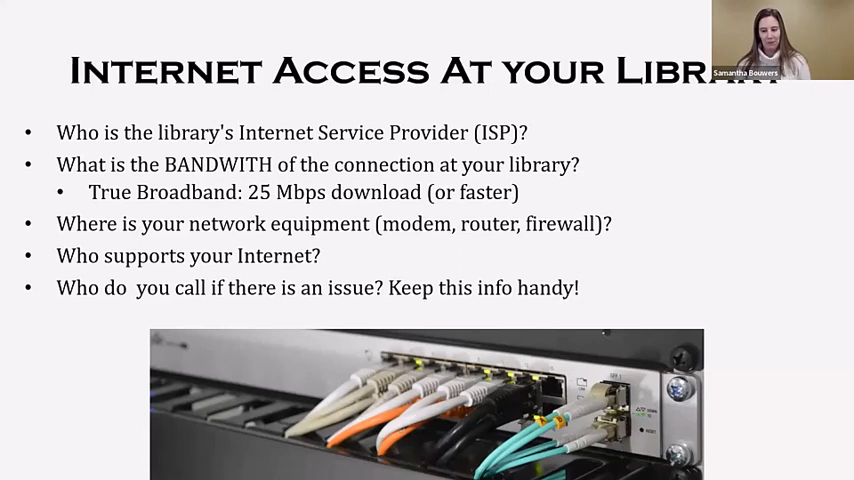 INTERNET ACCESS AT YOUR LIBRARY
Samantha Bouwers
• Who is the library's Internet Service Provider (ISP)?
• What is the BANDWITH of the connection at your library?
• True Broadband: 25 Mbps download (or faster)
• Where is your network equipment (modem, router, firewall)?
• Who supports your Internet?
• Who do you call if there is an issue? Keep this info handy!
RESET